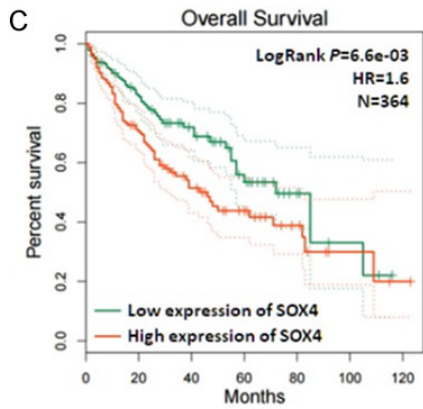 C
Overall Survival
LogRank P=6.6e-03
HR=1.6
N=364
Percent survival
1.0
0.8
0.6
0.4
0.2
0.0
Low expression of SOX4
High expression of SOX4
0 20 40 60 80 100 120
Months